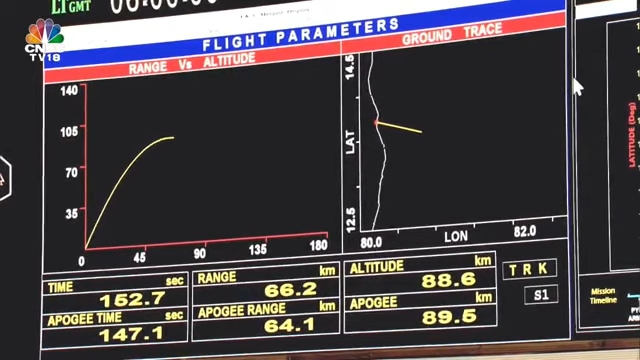 LT GMT
CNBC
TV18
FLIGHT PARAMETERS
RANGE Vs ALTITUDE
GROUND TRACE
140
105
70
35
0
45
90
135
180
14.5
LAT
12.5
80.0
LON
82.0
LATITUDE (Deg)
TIME sec
152.7
APOGEE TIME sec
147.1
RANGE km
66.2
APOGEE RANGE km
64.1
ALTITUDE km
88.6
APOGEE km
89.5
TRK
S1
Mission
Timeline